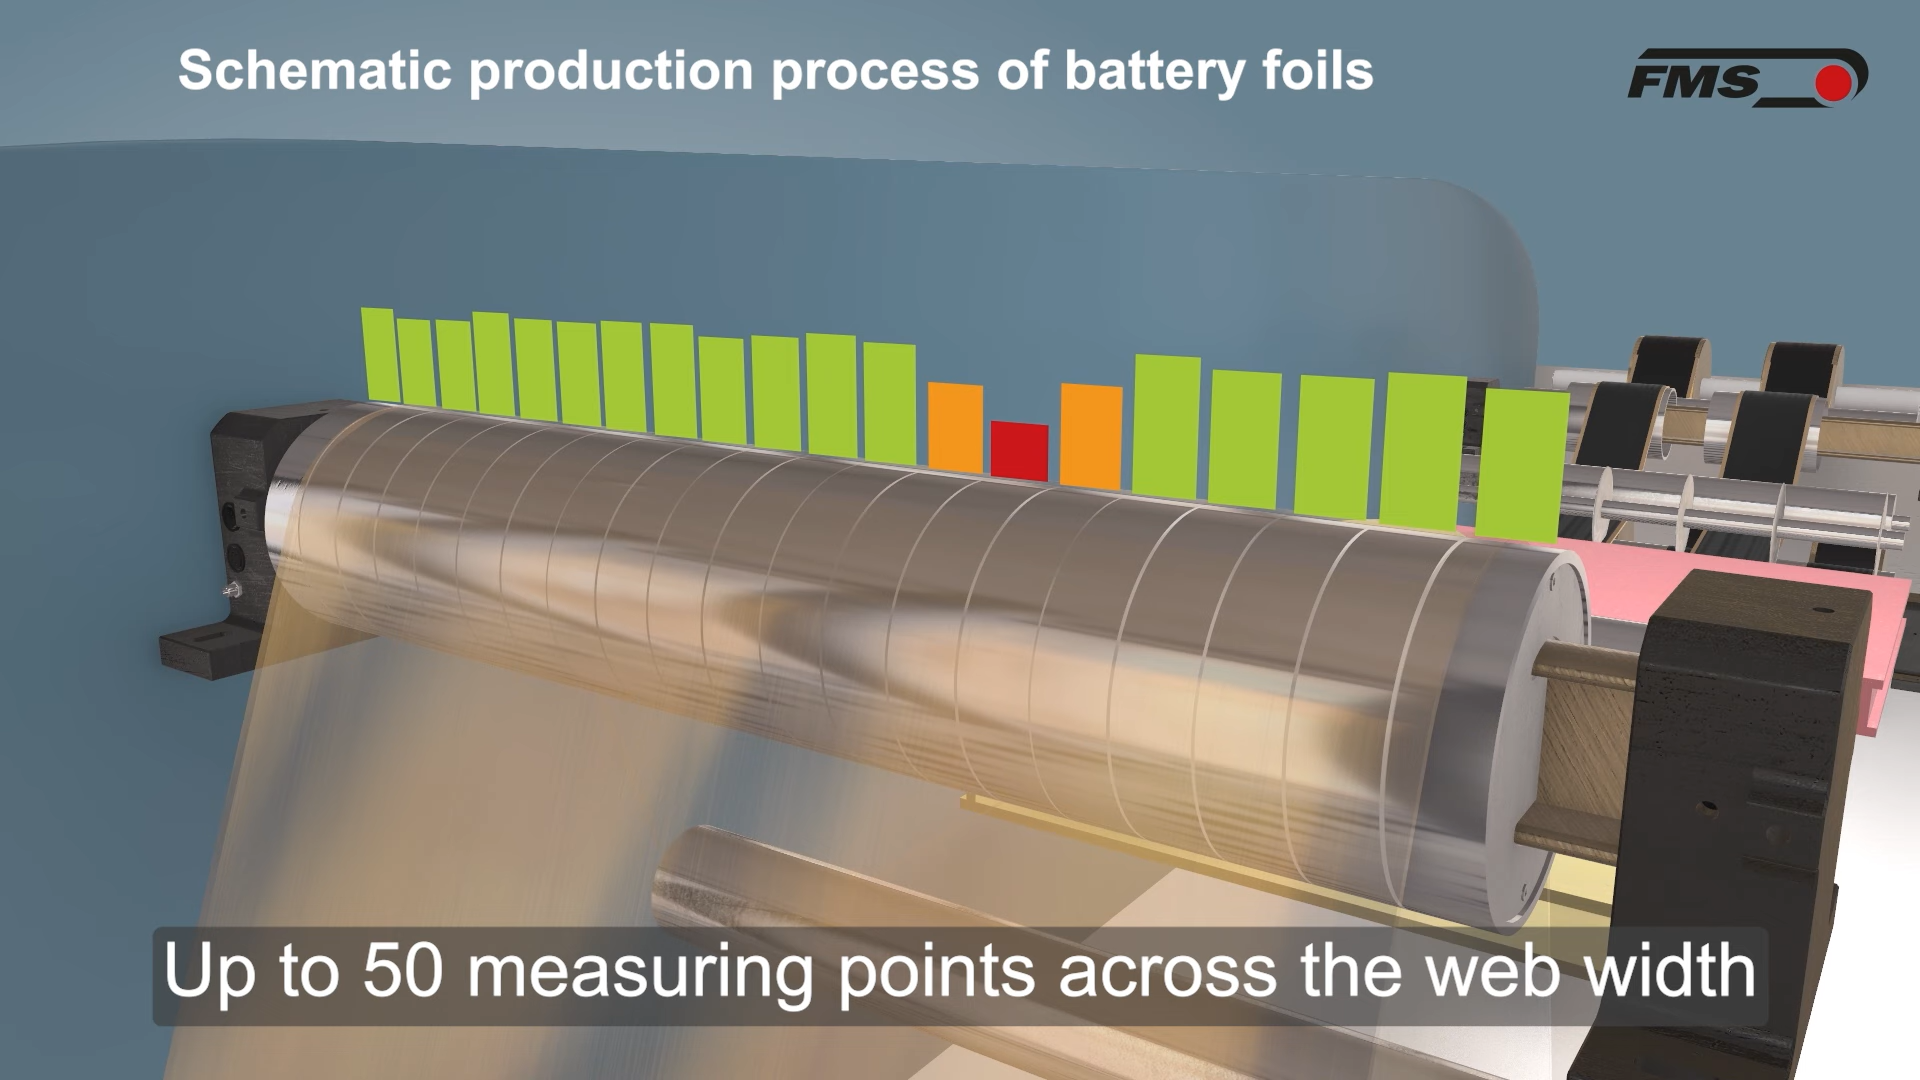 Schematic production process of battery foils
FMS
Up to 50 measuring points across the web width